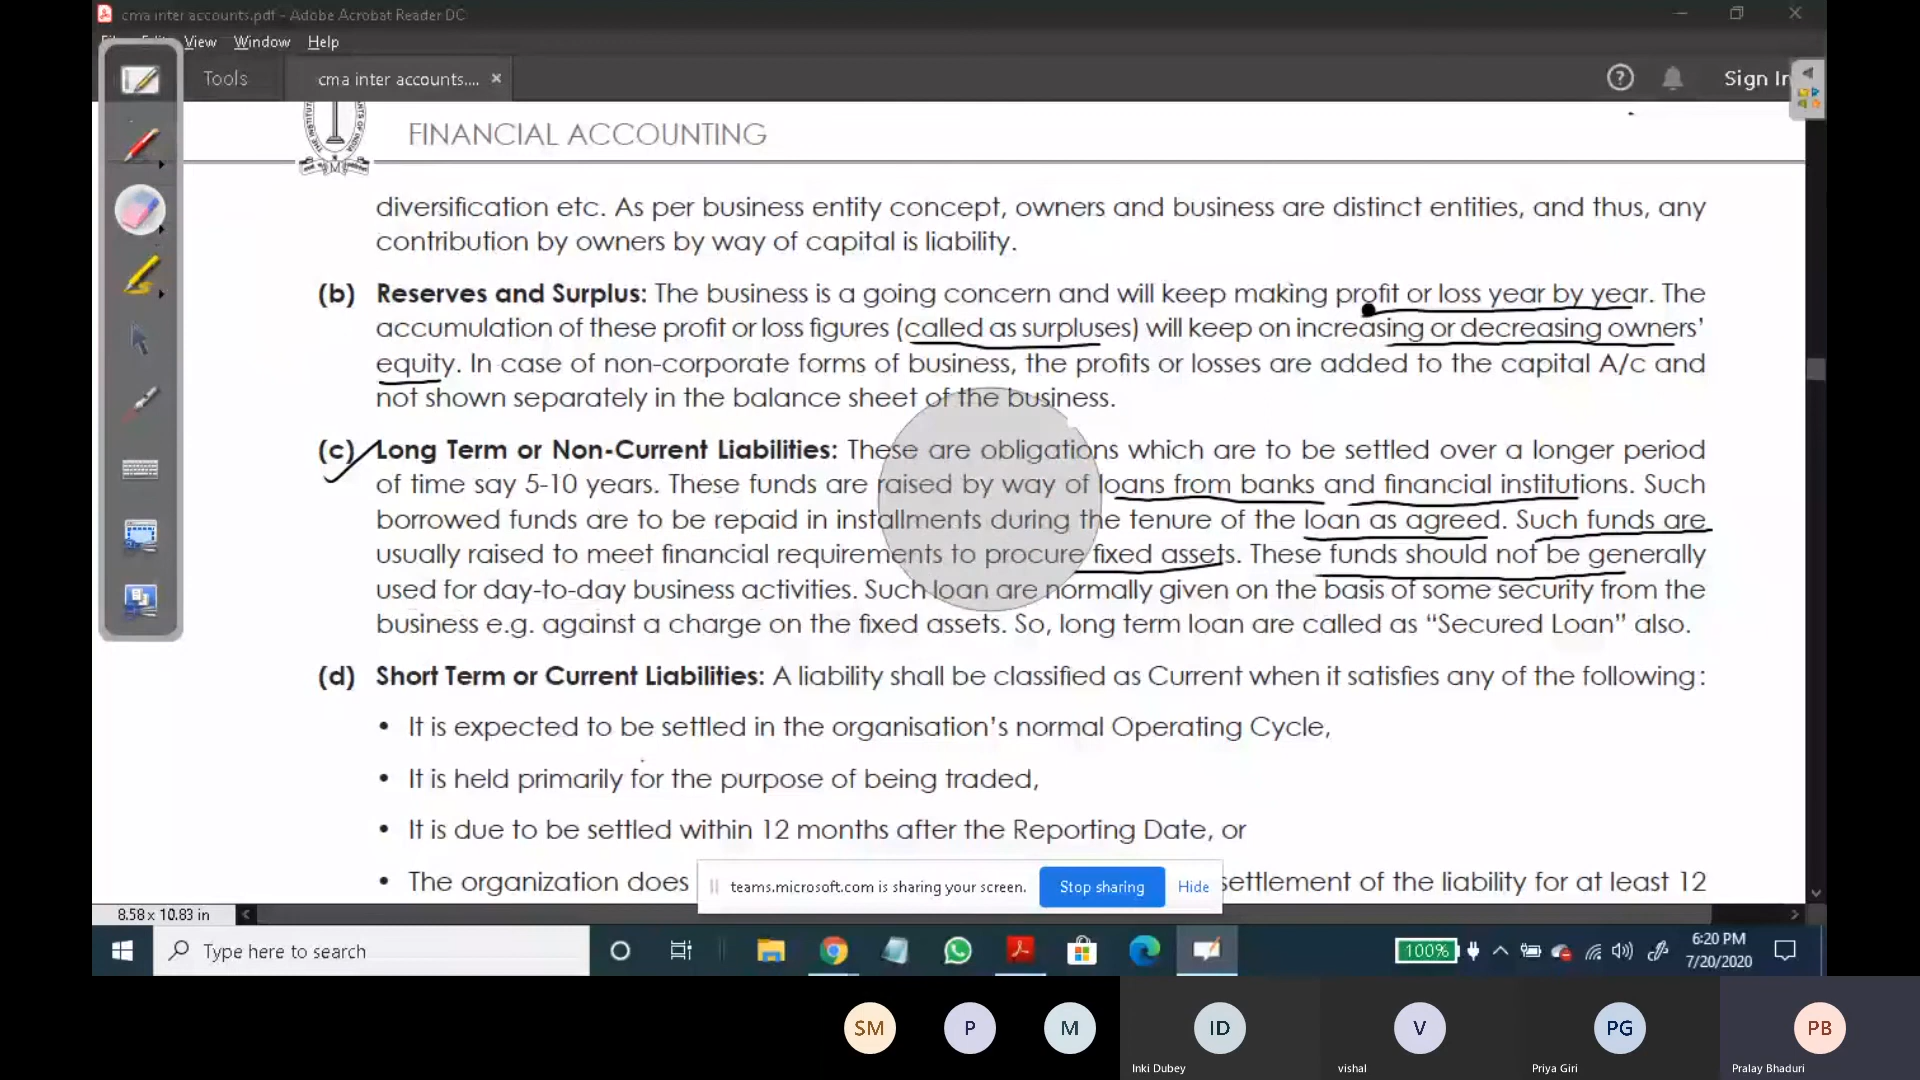 cma inter accounts.pdf - Adobe Acrobat Reader DC
View Window Help
Tools
cma inter accounts....
Sign In
FINANCIAL ACCOUNTING
diversification etc. As per business entity concept, owners and business are distinct entities, and thus, any
contribution by owners by way of capital is liability.
(b) Reserves and Surplus: The business is a going concern and will keep making profit or loss year by year. The
accumulation of these profit or loss figures (called as surpluses) will keep on increasing or decreasing owners'
equity. In case of non-corporate forms of business, the profits or losses are added to the capital A/c and
not shown separately in the balance sheet of the business.
(c) Long Term or Non-Current Liabilities: These are obligations which are to be settled over a longer period
of time say 5-10 years. These funds are raised by way of loans from banks and financial institutions. Such
borrowed funds are to be repaid in installments during the tenure of the loan as agreed. Such funds are
usually raised to meet financial requirements to procure fixed assets. These funds should not be generally
used for day-to-day business activities. Such loan are normally given on the basis of some security from the
business e.g. against a charge on the fixed assets. So, long term loan are called as “Secured Loan” also.
(d) Short Term or Current Liabilities: A liability shall be classified as Current when it satisfies any of the following:
• It is expected to be settled in the organisation's normal Operating Cycle,
• It is held primarily for the purpose of being traded,
• It is due to be settled within 12 months after the Reporting Date, or
• The organization does settlement of the liability for at least 12
teams.microsoft.com is sharing your screen. Stop sharing Hide
8.58 x 10.83 in
Type here to search
100%
6:20 PM
7/20/2020
SM P M ID V PG PB
Inki Dubey vishal Priya Giri Pralay Bhaduri